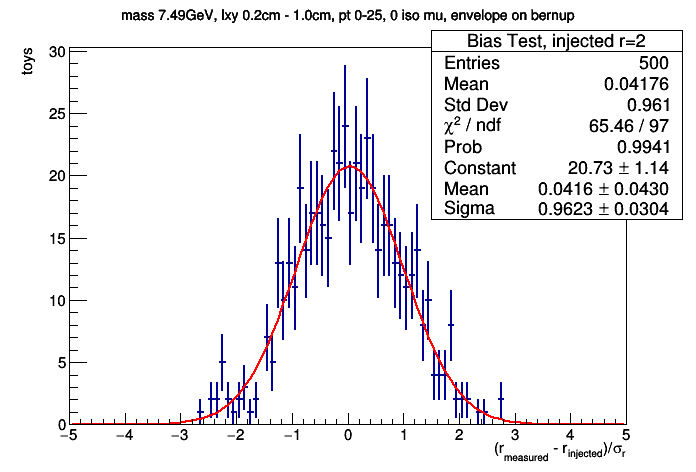 mass 7.49GeV, lxy 0.2cm - 1.0cm, pt 0-25, 0 iso mu, envelope on bernup
Bias Test, injected r=2
Entries 500
Mean 0.04176
Std Dev 0.961
χ² / ndf 65.46 / 97
Prob 0.9941
Constant 20.73 ± 1.14
Mean 0.0416 ± 0.0430
Sigma 0.9623 ± 0.0304
toys
30
25
20
15
10
5
0
−5 −4 −3 −2 −1 0 1 2 3 4 5
(r_measured - r_injected)/σ_r